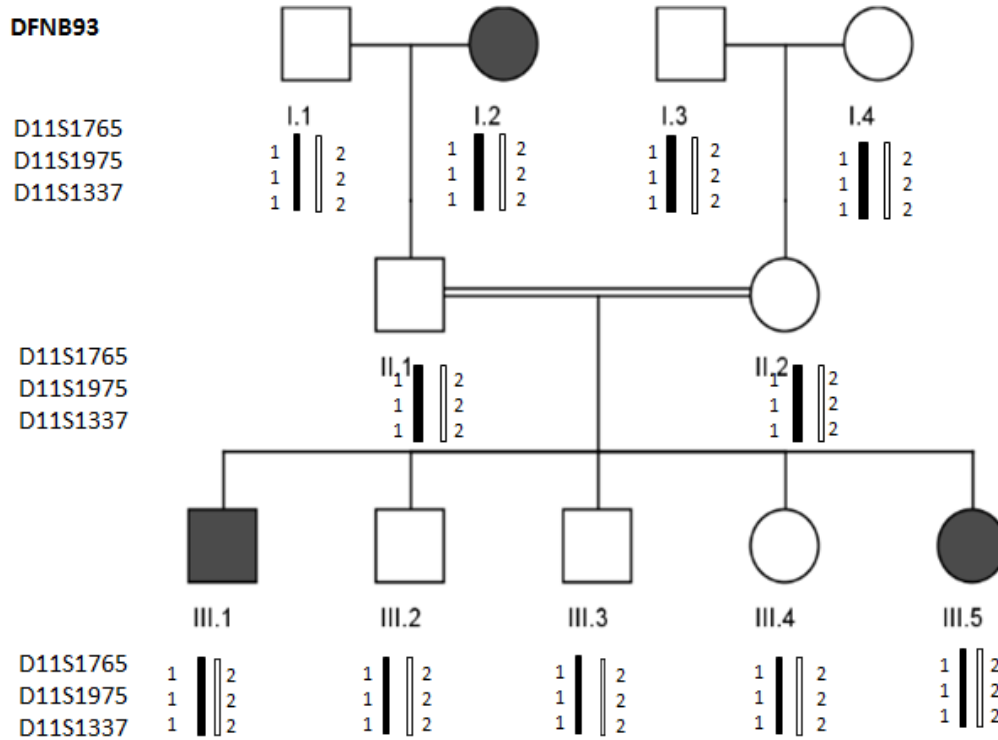 DFNB93
I.1 I.2 I.3 I.4
D11S1765 1 2 1 2 1 2 1 2
D11S1975 1 2 1 2 1 2 1 2
D11S1337 1 2 1 2 1 2 1 2
II.1 II.2
D11S1765 1 2 1 2
D11S1975 1 2 1 2
D11S1337 1 2 1 2
III.1 III.2 III.3 III.4 III.5
D11S1765 1 2 1 2 1 2 1 2 1 2
D11S1975 1 2 1 2 1 2 1 2 1 2
D11S1337 1 2 1 2 1 2 1 2 1 2